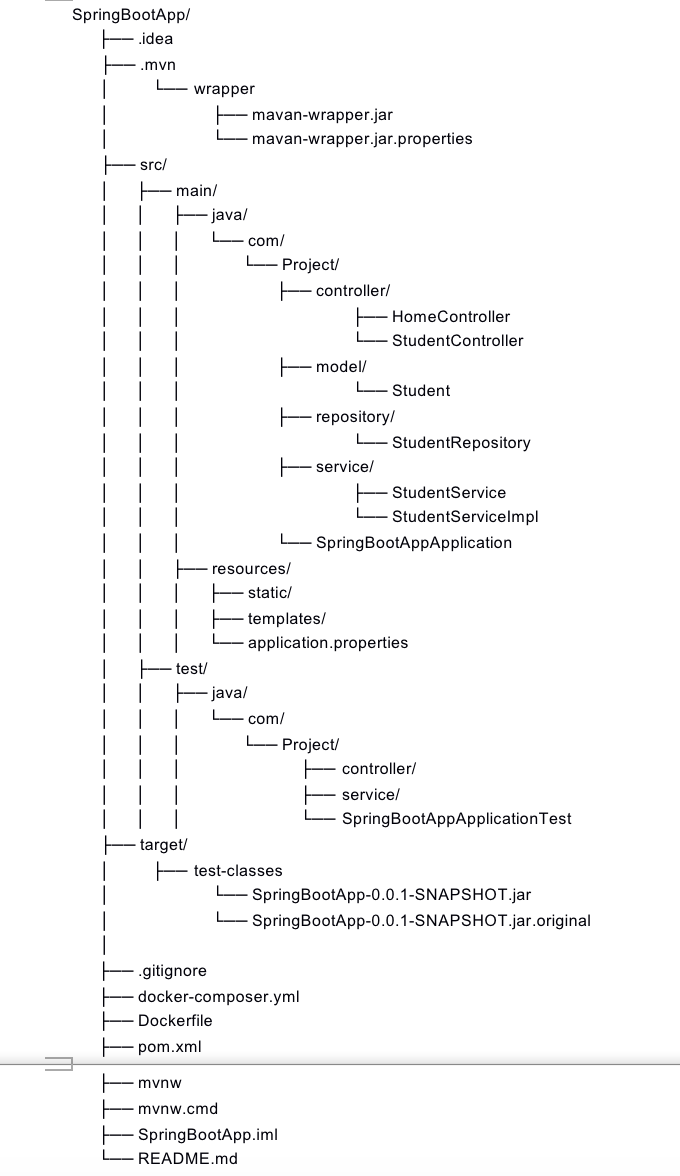 SpringBootApp/
├── .idea
├── .mvn
│ └── wrapper
│ ├── mavan-wrapper.jar
│ └── mavan-wrapper.jar.properties
├── src/
│ ├── main/
│ │ ├── java/
│ │ │ └── com/
│ │ │ └── Project/
│ │ │ ├── controller/
│ │ │ ├── HomeController
│ │ │ └── StudentController
│ │ │ ├── model/
│ │ │ └── Student
│ │ │ ├── repository/
│ │ │ └── StudentRepository
│ │ │ ├── service/
│ │ │ ├── StudentService
│ │ │ └── StudentServiceImpl
│ │ │ └── SpringBootAppApplication
│ │ ├── resources/
│ │ │ ├── static/
│ │ │ ├── templates/
│ │ │ └── application.properties
│ ├── test/
│ │ ├── java/
│ │ │ └── com/
│ │ │ └── Project/
│ │ │ ├── controller/
│ │ │ ├── service/
│ │ │ └── SpringBootAppApplicationTest
├── target/
│ ├── test-classes
│ └── SpringBootApp-0.0.1-SNAPSHOT.jar
│ └── SpringBootApp-0.0.1-SNAPSHOT.jar.original
│
├── .gitignore
├── docker-composer.yml
├── Dockerfile
├── pom.xml
├── mvnw
├── mvnw.cmd
├── SpringBootApp.iml
└── README.md